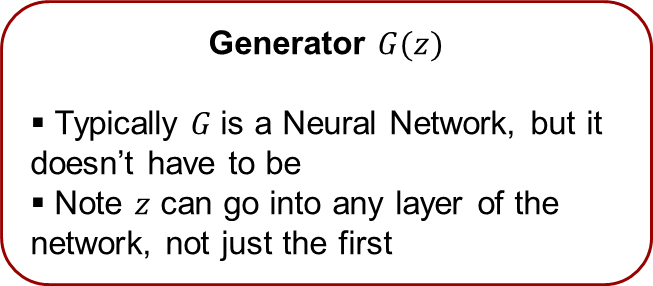 Generator G(z)
▪ Typically G is a Neural Network, but it
doesn’t have to be
▪ Note z can go into any layer of the
network, not just the first